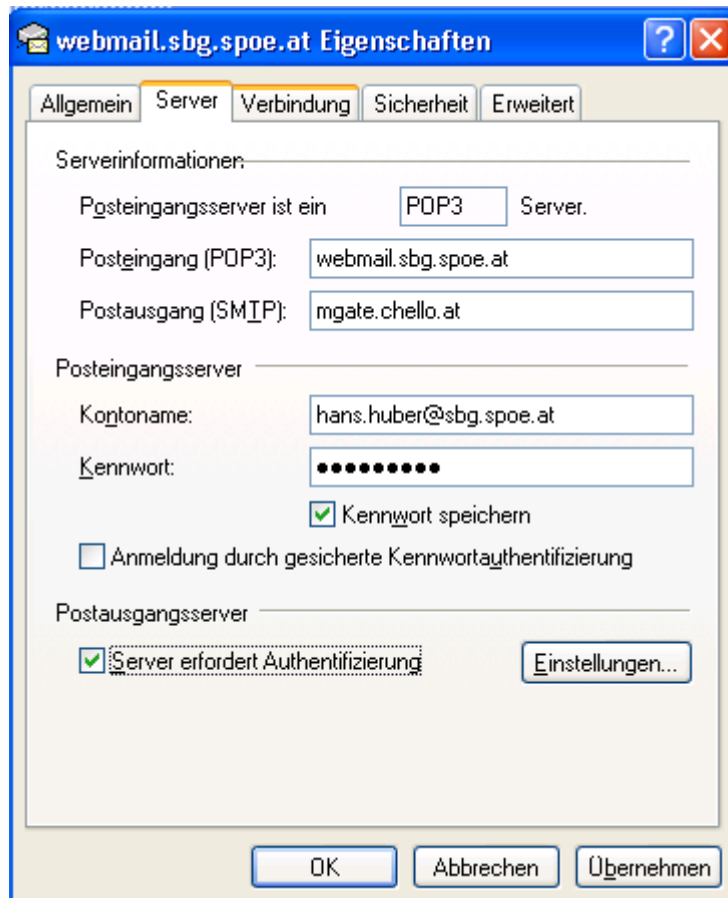 webmail.sbg.spoe.at Eigenschaften
Allgemein Server Verbindung Sicherheit Erweitert
Serverinformationen
Posteingangsserver ist ein POP3 Server.
Posteingang (POP3): webmail.sbg.spoe.at
Postausgang (SMTP): mgate.chello.at
Posteingangsserver
Kontoname: hans.huber@sbg.spoe.at
Kennwort: ●●●●●●●●●
Kennwort speichern
Anmeldung durch gesicherte Kennwortauthentifizierung
Postausgangsserver
Server erfordert Authentifizierung Einstellungen...
OK Abbrechen Übernehmen